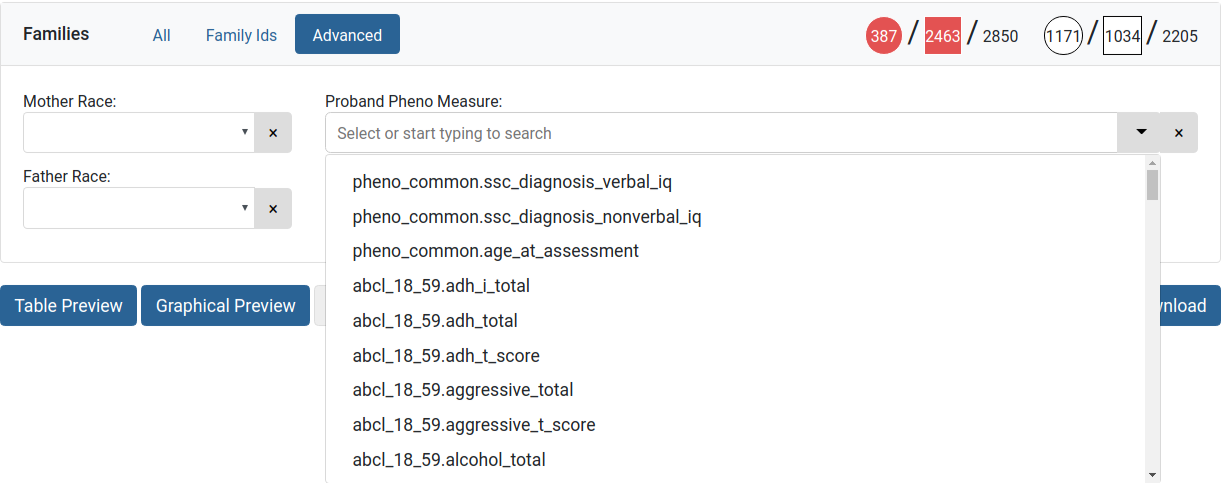 Families All Family Ids Advanced 387 / 2463 / 2850 1171 / 1034 / 2205
Mother Race: Proband Pheno Measure:
Select or start typing to search
Father Race:
pheno_common.ssc_diagnosis_verbal_iq
pheno_common.ssc_diagnosis_nonverbal_iq
pheno_common.age_at_assessment
abcl_18_59.adh_i_total
Table Preview Graphical Preview nload
abcl_18_59.adh_total
abcl_18_59.adh_t_score
abcl_18_59.aggressive_total
abcl_18_59.aggressive_t_score
abcl_18_59.alcohol_total